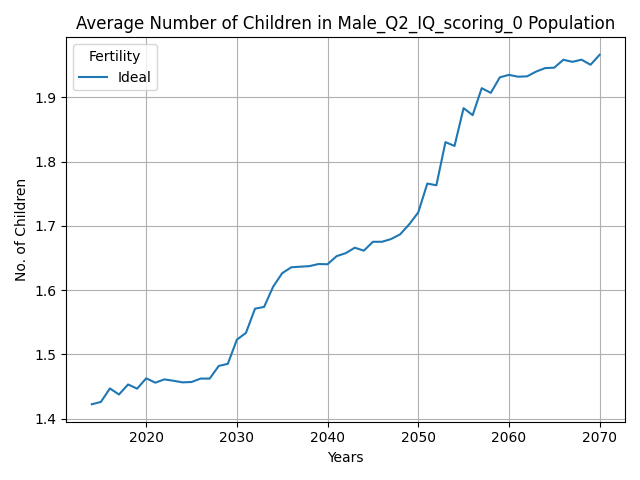 Average Number of Children in Male_Q2_IQ_scoring_0 Population
Fertility
Ideal
No. of Children
1.9
1.8
1.7
1.6
1.5
1.4
2020 2030 2040 2050 2060 2070
Years